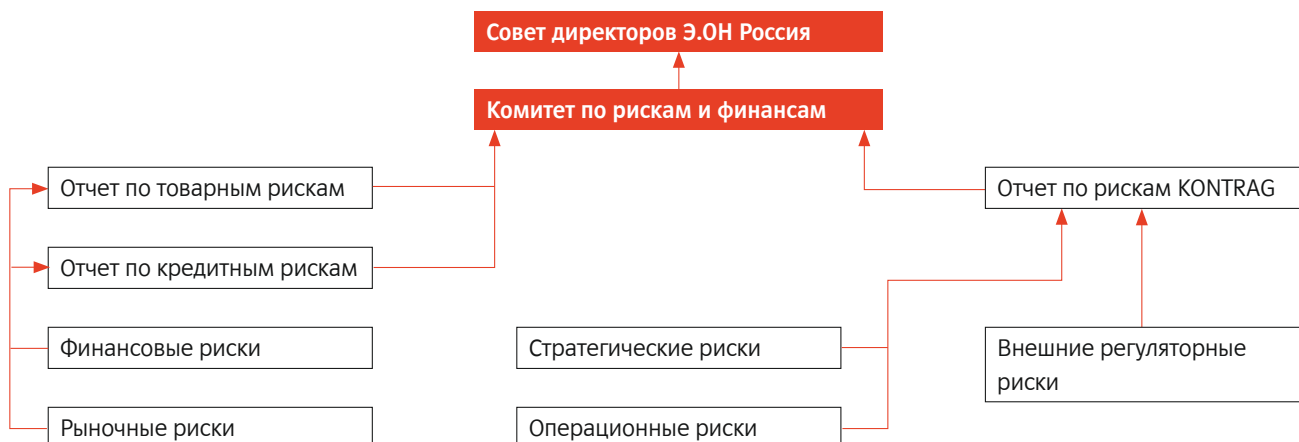 Совет директоров Э.ОН Россия
Комитет по рискам и финансам
Отчет по товарным рискам
Отчет по рискам KONTRAG
Отчет по кредитным рискам
Финансовые риски
Стратегические риски
Внешние регуляторные
риски
Рыночные риски
Операционные риски